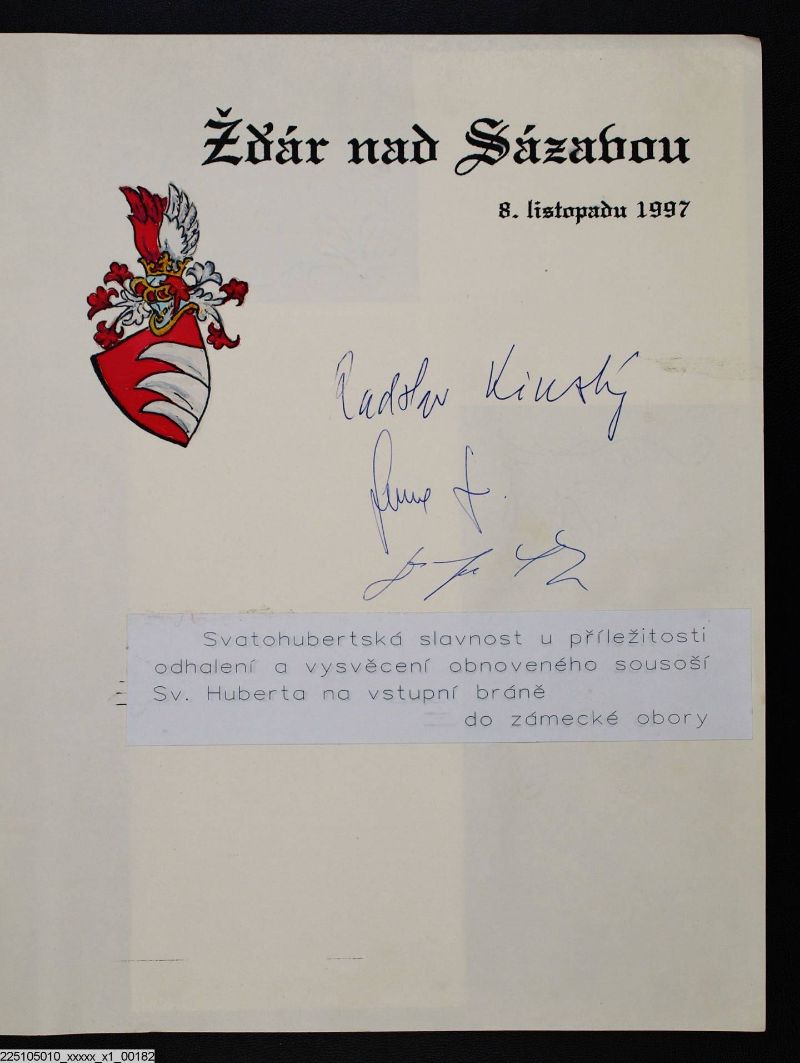 Žďár nad Sázavou
8. listopadu 1997
Radslav Kinský
Svatohubertská slavnost u příležitosti
odhalení a vysvěcení obnoveného sousoší
Sv. Huberta na vstupní bráně
do zámecké obory
225105010_xxxxx_x1_00182